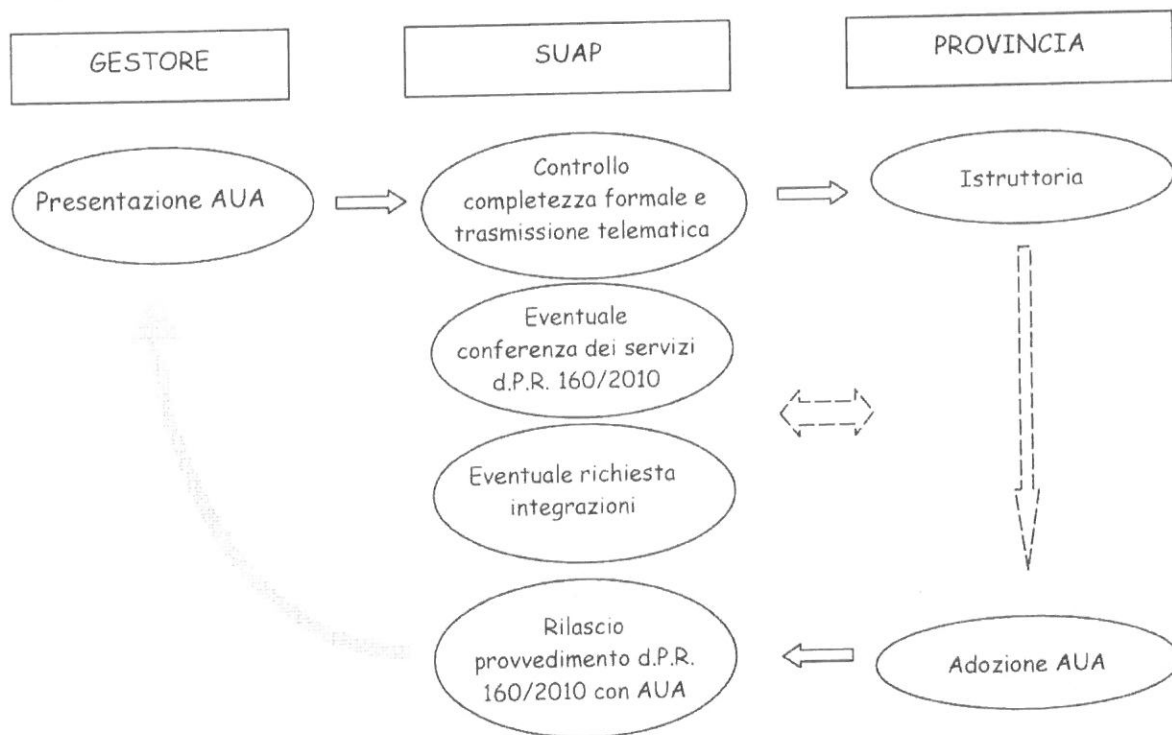 GESTORE
SUAP
PROVINCIA
Presentazione AUA
Controllo
completezza formale e
trasmissione telematica
Istruttoria
Eventuale
conferenza dei servizi
d.P.R. 160/2010
Eventuale richiesta
integrazioni
Rilascio
provvedimento d.P.R.
160/2010 con AUA
Adozione AUA